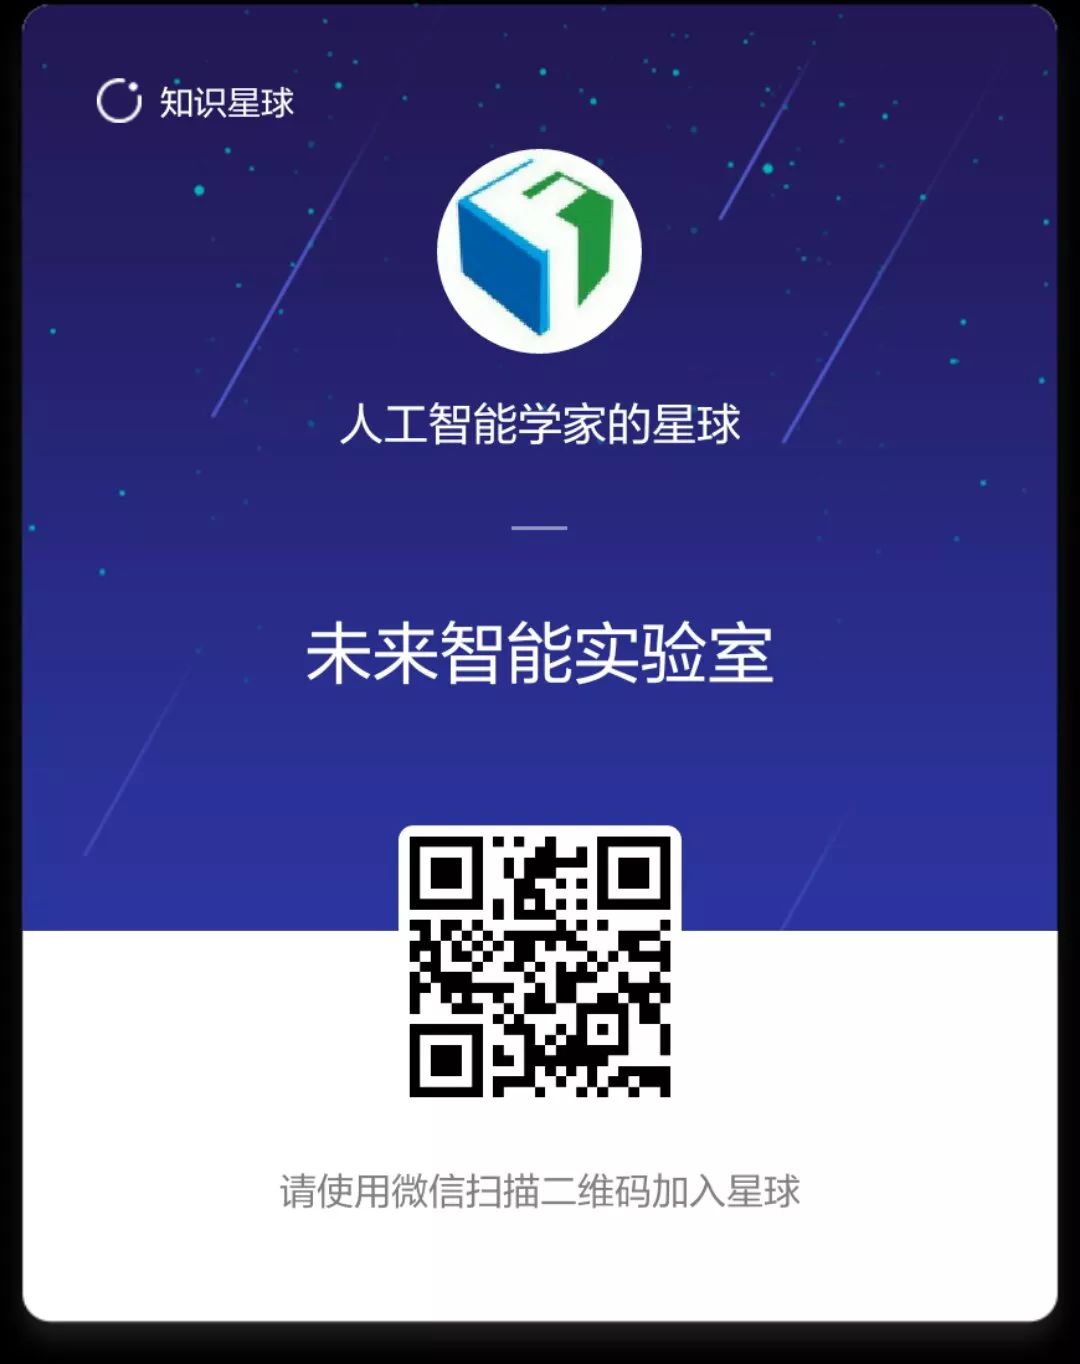 知识星球
人工智能学家的星球
未来智能实验室
请使用微信扫描二维码加入星球